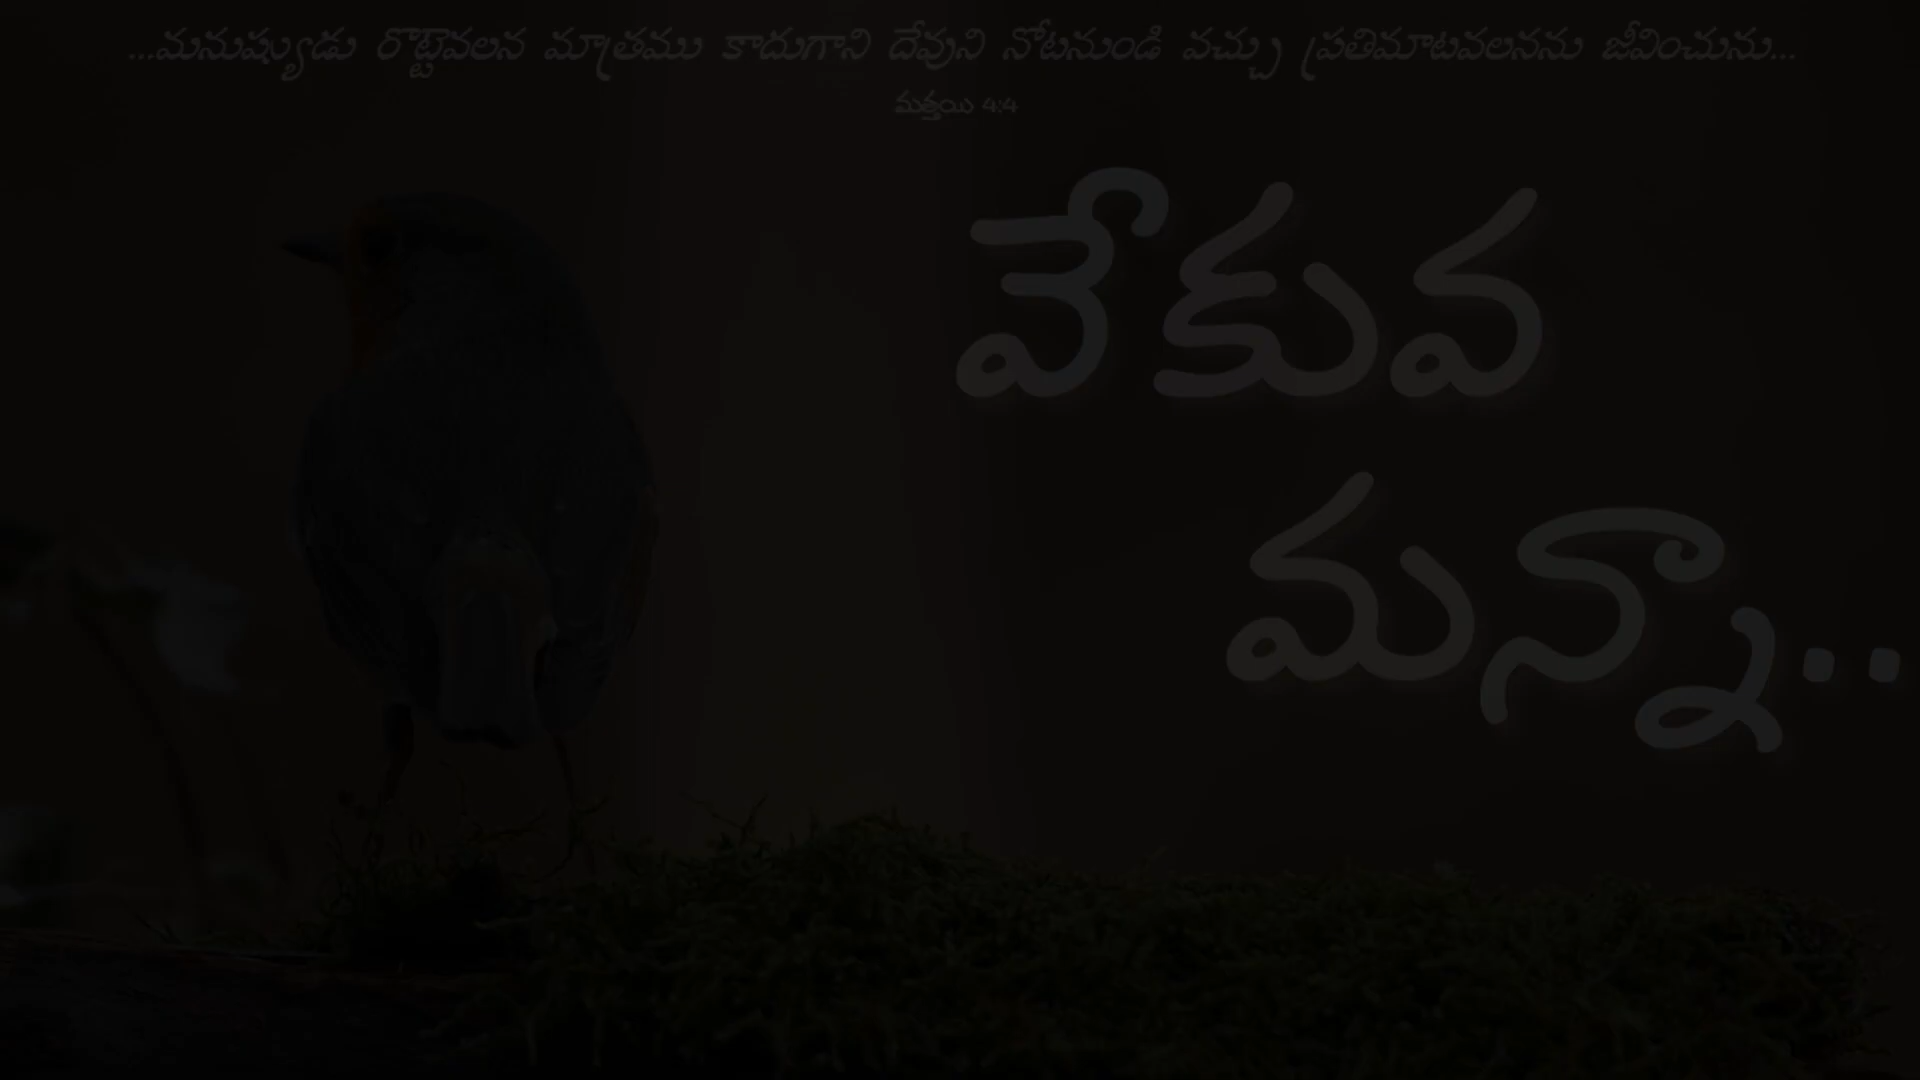 ...మనుష్యుడు రొట్టెవలన మాత్రము కాదుగాని దేవుని నోటనుండి వచ్చు ప్రతిమాటవలనను జీవించును...
మత్తయి 4:4
వేకువ
మన్నా..